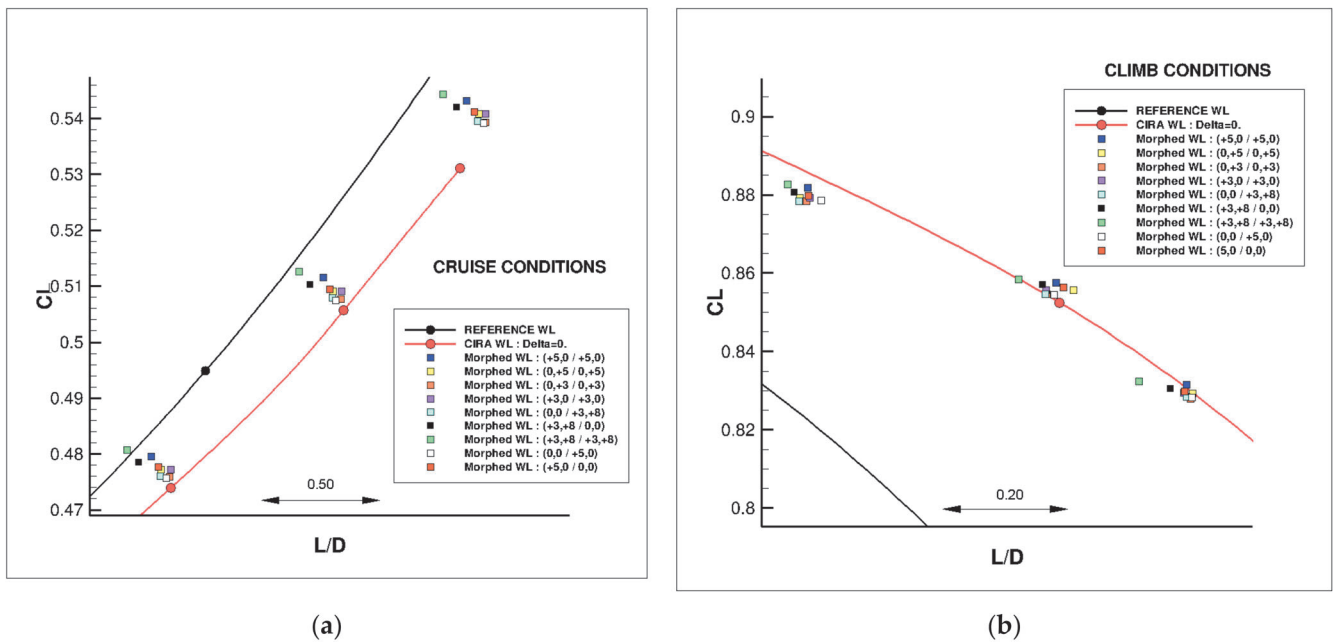 0.54
0.53
0.52
0.51
0.5
0.49
0.48
0.47
CL
L/D
0.50
CRUISE CONDITIONS
REFERENCE WL
CIRA WL : Delta=0.
Morphed WL : (+5,0 / +5,0)
Morphed WL : (0,+5 / 0,+5)
Morphed WL : (0,+3 / 0,+3)
Morphed WL : (+3,0 / +3,0)
Morphed WL : (0,0 / +3,+8)
Morphed WL : (+3,+8 / 0,0)
Morphed WL : (+3,+8 / +3,+8)
Morphed WL : (0,0 / +5,0)
Morphed WL : (+5,0 / 0,0)
(a)
0.9
0.88
0.86
0.84
0.82
0.8
CL
L/D
0.20
CLIMB CONDITIONS
REFERENCE WL
CIRA WL : Delta=0.
Morphed WL : (+5,0 / +5,0)
Morphed WL : (0,+5 / 0,+5)
Morphed WL : (0,+3 / 0,+3)
Morphed WL : (+3,0 / +3,0)
Morphed WL : (0,0 / +3,+8)
Morphed WL : (+3,+8 / 0,0)
Morphed WL : (+3,+8 / +3,+8)
Morphed WL : (0,0 / +5,0)
Morphed WL : (5,0 / 0,0)
(b)